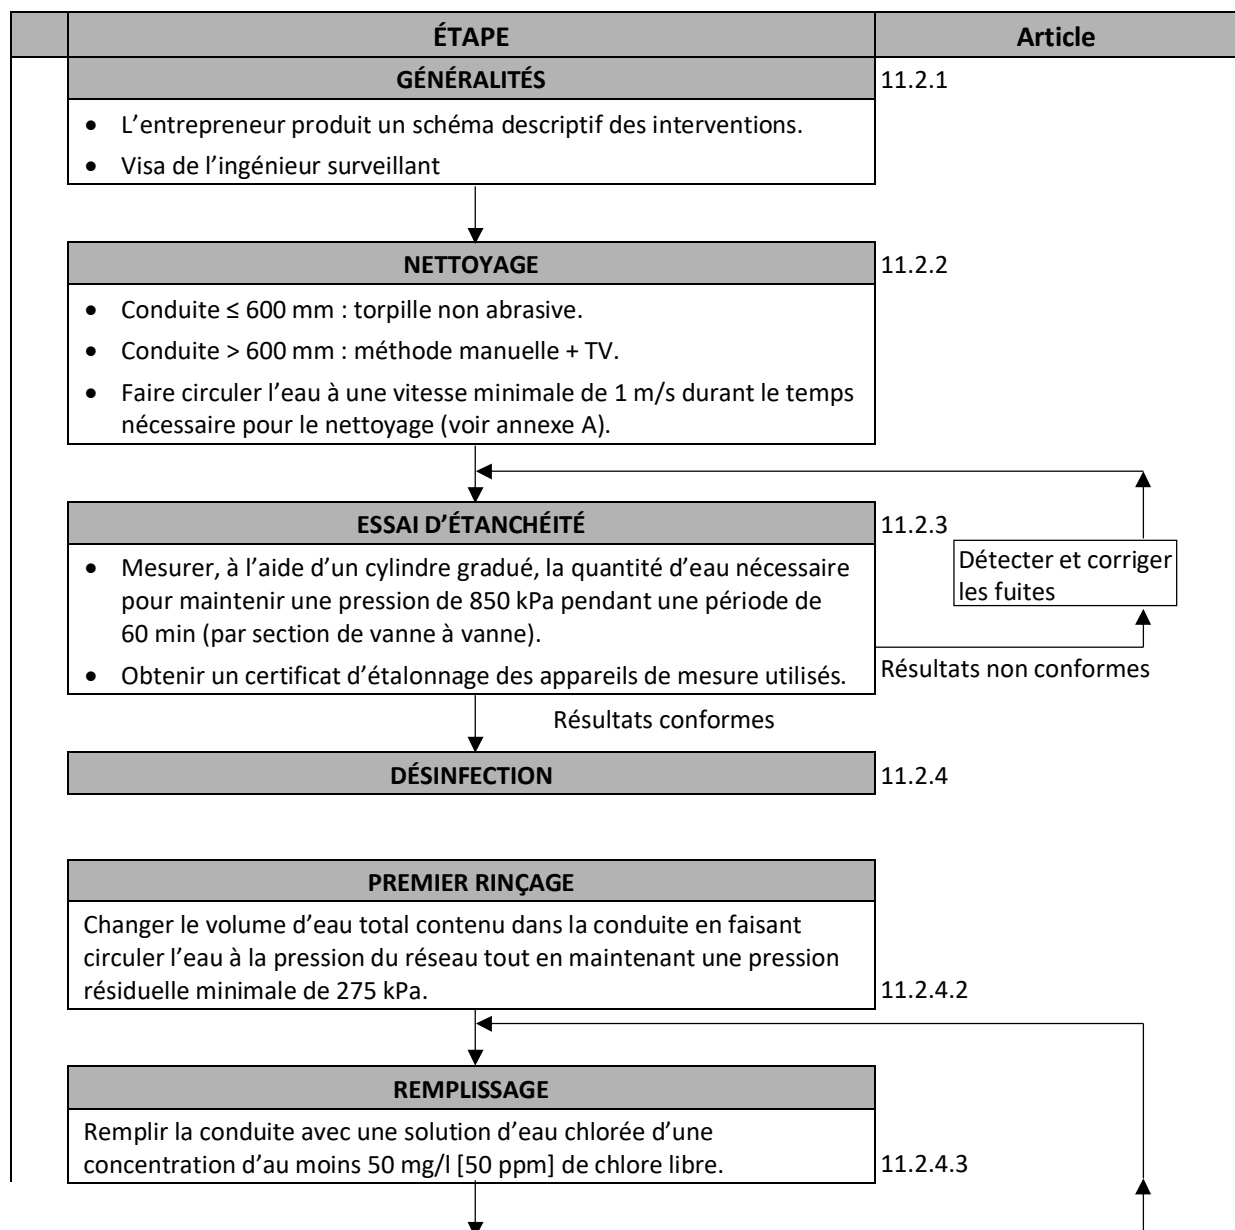 ÉTAPE Article
GÉNÉRALITÉS 11.2.1
• L’entrepreneur produit un schéma descriptif des interventions.
• Visa de l’ingénieur surveillant
NETTOYAGE 11.2.2
• Conduite ≤ 600 mm : torpille non abrasive.
• Conduite > 600 mm : méthode manuelle + TV.
• Faire circuler l’eau à une vitesse minimale de 1 m/s durant le temps
nécessaire pour le nettoyage (voir annexe A).
ESSAI D’ÉTANCHÉITÉ 11.2.3
• Mesurer, à l’aide d’un cylindre gradué, la quantité d’eau nécessaire
pour maintenir une pression de 850 kPa pendant une période de
60 min (par section de vanne à vanne).
• Obtenir un certificat d’étalonnage des appareils de mesure utilisés.
Détecter et corriger
les fuites
Résultats non conformes
Résultats conformes
DÉSINFECTION 11.2.4
PREMIER RINÇAGE
Changer le volume d’eau total contenu dans la conduite en faisant
circuler l’eau à la pression du réseau tout en maintenant une pression
résiduelle minimale de 275 kPa. 11.2.4.2
REMPLISSAGE
Remplir la conduite avec une solution d’eau chlorée d’une
concentration d’au moins 50 mg/l [50 ppm] de chlore libre. 11.2.4.3